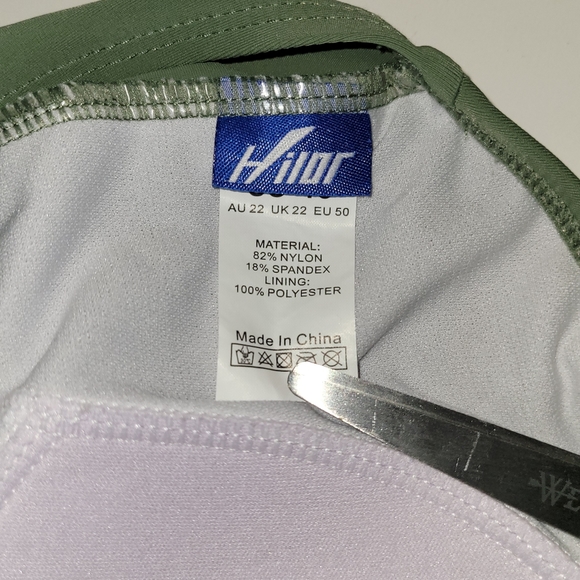 Hilor
AU 22 UK 22 EU 50
MATERIAL:
82% NYLON
18% SPANDEX
LINING:
100% POLYESTER
Made In China